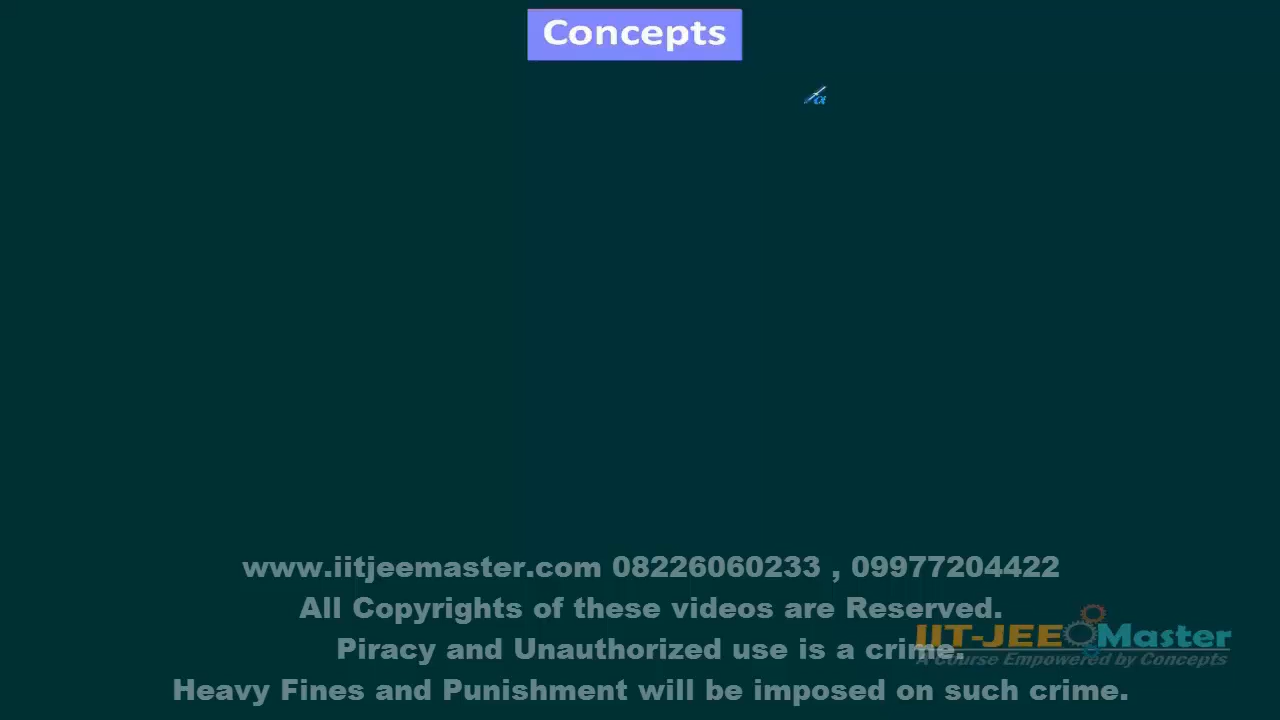 Concepts
www.iitjeemaster.com 08226060233 , 09977204422
All Copyrights of these videos are Reserved.
IIT-JEE Master
Piracy and Unauthorized use is a crime.
A Course Empowered by Concepts
Heavy Fines and Punishment will be imposed on such crime.